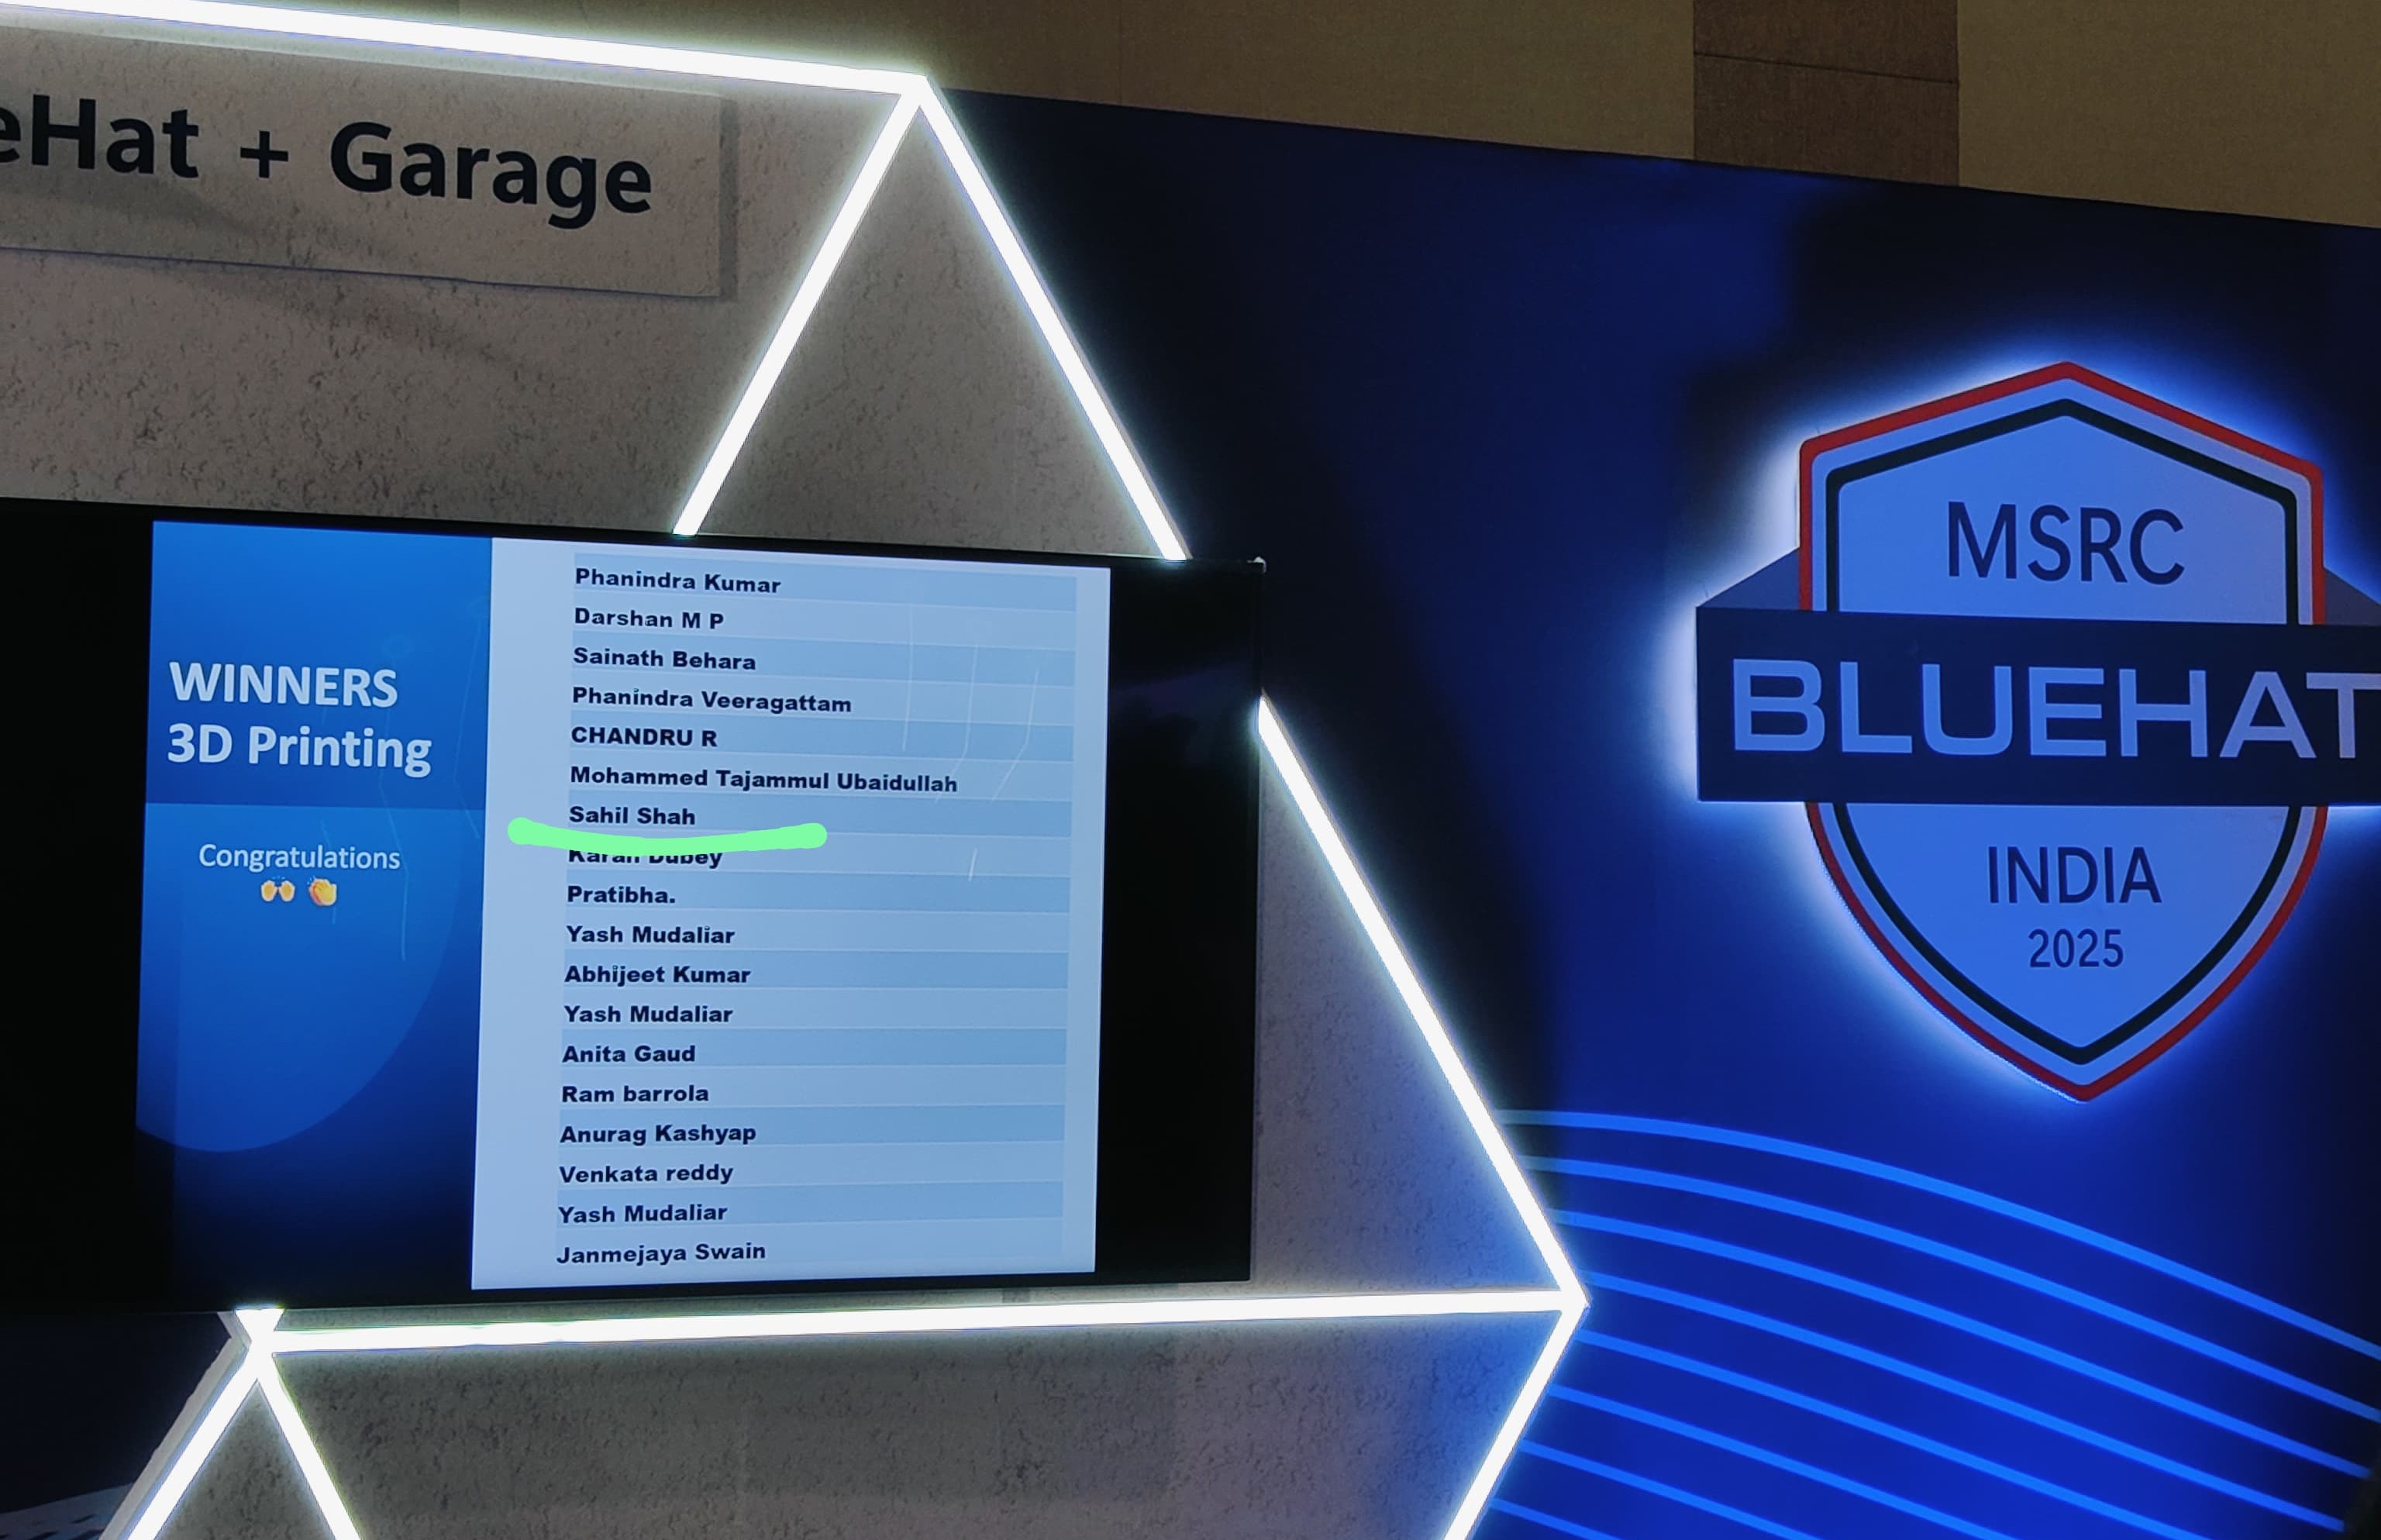 eHat + Garage
WINNERS
3D Printing
Congratulations
Phanindra Kumar
Darshan M P
Sainath Behara
Phanindra Veeragattam
CHANDRU R
Mohammed Tajammul Ubaidullah
Sahil Shah
Karan Dubey
Pratibha.
Yash Mudaliar
Abhijeet Kumar
Yash Mudaliar
Anita Gaud
Ram barrola
Anurag Kashyap
Venkata reddy
Yash Mudaliar
Janmejaya Swain
MSRC
BLUEHAT
INDIA
2025